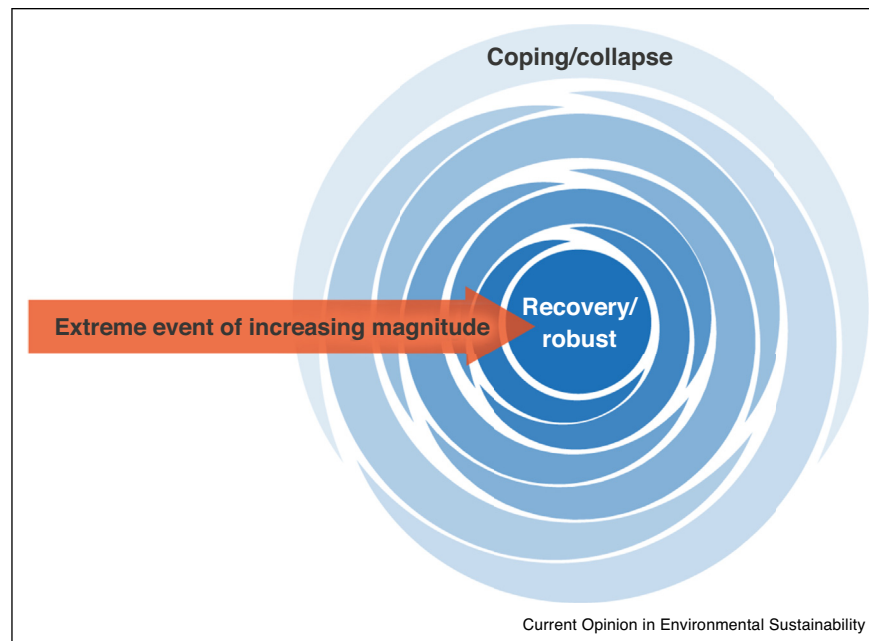 Coping/collapse
Extreme event of increasing magnitude
Recovery/
robust
Current Opinion in Environmental Sustainability